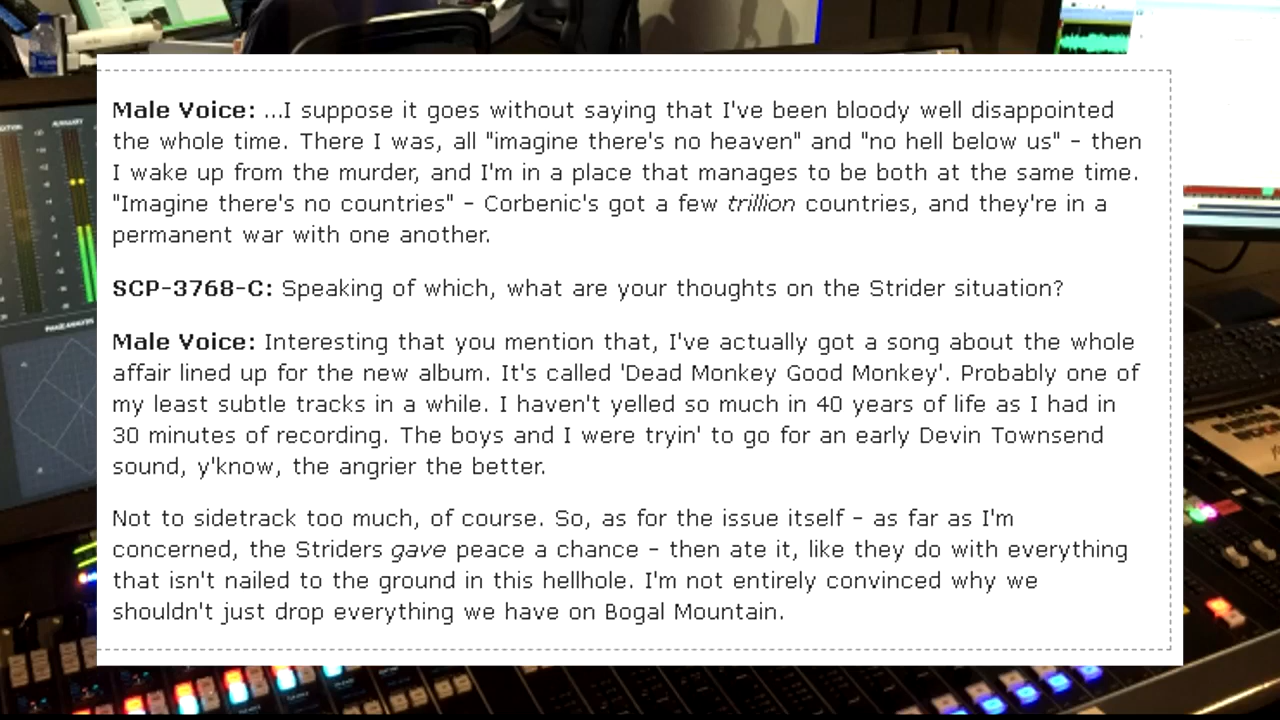 Male Voice: ...I suppose it goes without saying that I've been bloody well disappointed
the whole time. There I was, all "imagine there's no heaven" and "no hell below us" – then
I wake up from the murder, and I'm in a place that manages to be both at the same time.
"Imagine there's no countries" – Corbenic's got a few trillion countries, and they're in a
permanent war with one another.
SCP-3768-C: Speaking of which, what are your thoughts on the Strider situation?
Male Voice: Interesting that you mention that, I've actually got a song about the whole
affair lined up for the new album. It's called 'Dead Monkey Good Monkey'. Probably one of
my least subtle tracks in a while. I haven't yelled so much in 40 years of life as I had in
30 minutes of recording. The boys and I were tryin' to go for an early Devin Townsend
sound, y'know, the angrier the better.
Not to sidetrack too much, of course. So, as for the issue itself – as far as I'm
concerned, the Striders gave peace a chance – then ate it, like they do with everything
that isn't nailed to the ground in this hellhole. I'm not entirely convinced why we
shouldn't just drop everything we have on Bogal Mountain.